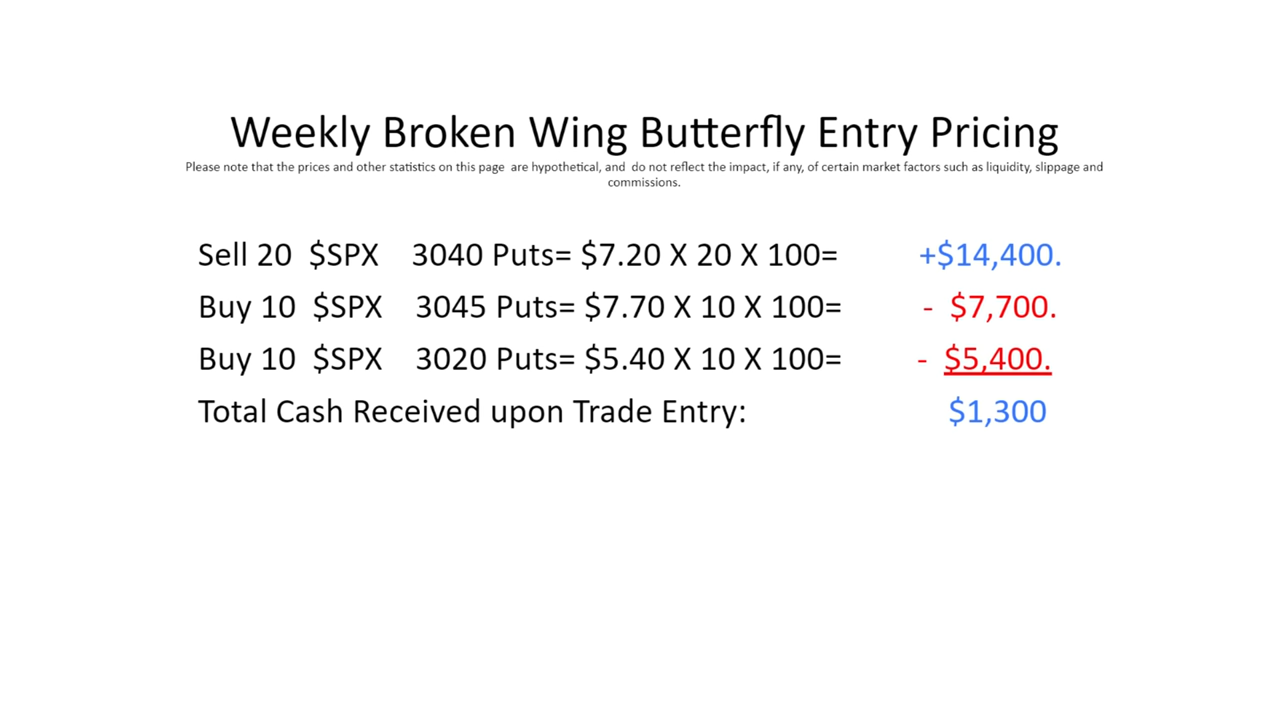 Weekly Broken Wing Butterfly Entry Pricing
Please note that the prices and other statistics on this page are hypothetical, and do not reflect the impact, if any, of certain market factors such as liquidity, slippage and
commissions.
Sell 20 $SPX 3040 Puts= $7.20 X 20 X 100= +$14,400.
Buy 10 $SPX 3045 Puts= $7.70 X 10 X 100= - $7,700.
Buy 10 $SPX 3020 Puts= $5.40 X 10 X 100= - $5,400.
Total Cash Received upon Trade Entry: $1,300